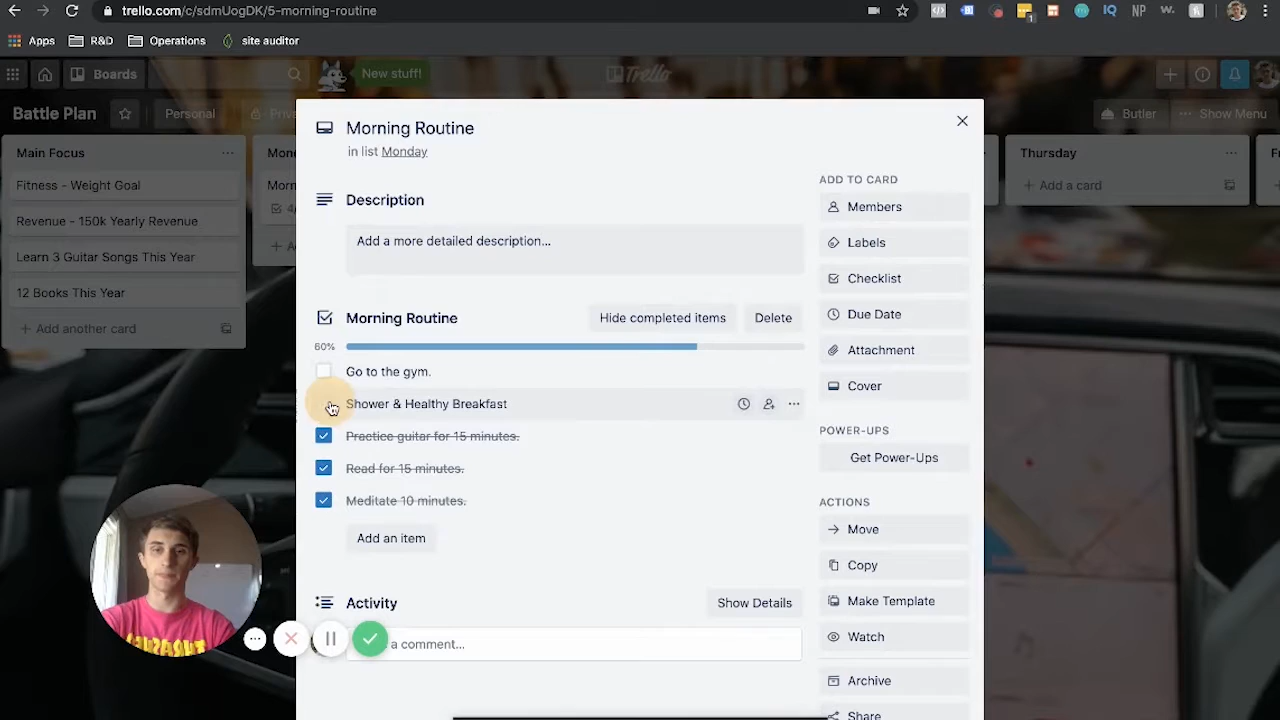 trello.com/c/sdmUogDK/5-morning-routine
1
NP
Apps
R&D
Operations
site auditor
Boards
New stuff!
Trello
Battle Plan
Personal
Butler
Show Menu
Main Focus
Fitness - Weight Goal
Revenue - 150k Yearly Revenue
Learn 3 Guitar Songs This Year
12 Books This Year
+ Add another card
Thursday
+ Add a card
Morning Routine
in list Monday
Description
Add a more detailed description...
Morning Routine
Hide completed items
Delete
60%
Go to the gym.
Shower & Healthy Breakfast
Practice guitar for 15 minutes.
Read for 15 minutes.
Meditate 10 minutes.
Add an item
Activity
Show Details
a comment...
ADD TO CARD
Members
Labels
Checklist
Due Date
Attachment
Cover
POWER-UPS
Get Power-Ups
ACTIONS
Move
Copy
Make Template
Watch
Archive
Share